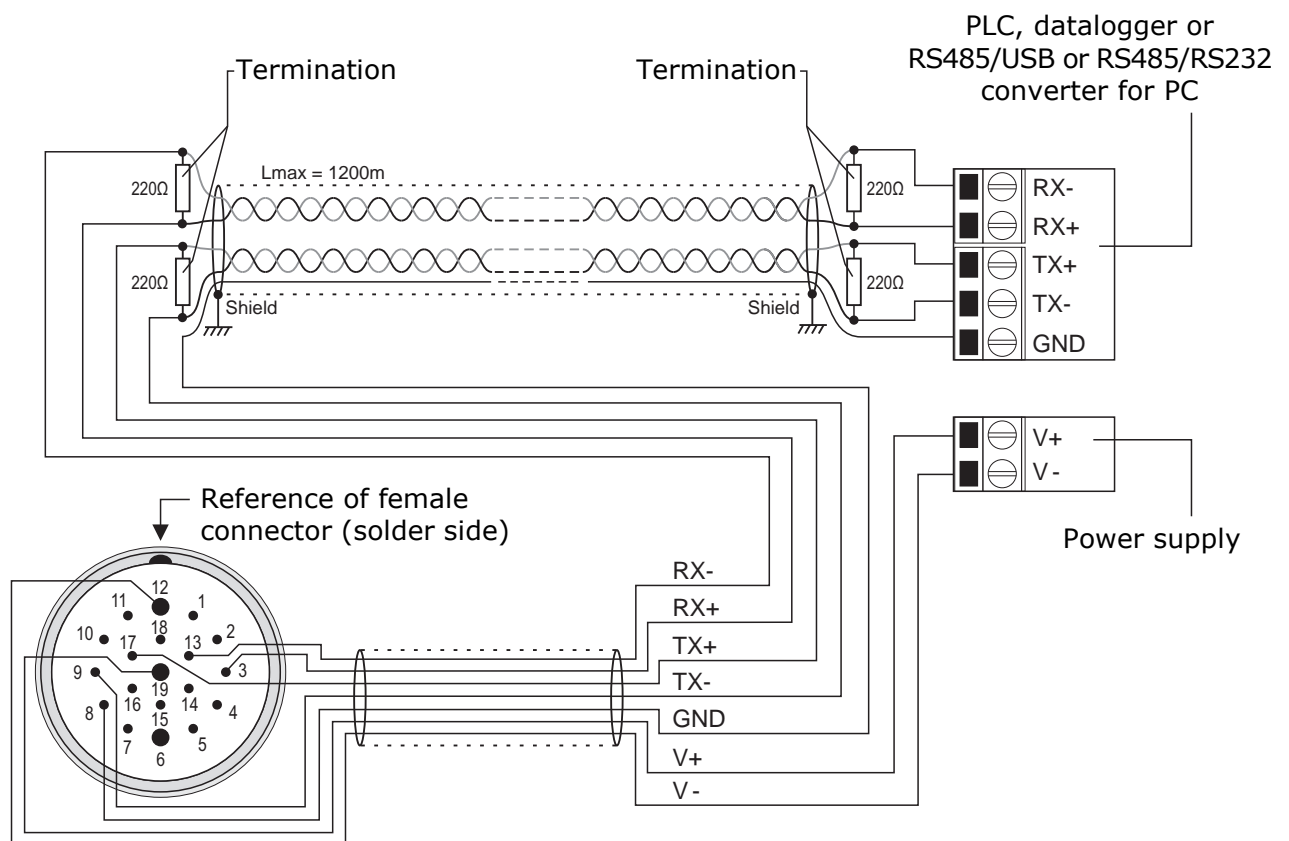 PLC, datalogger or
RS485/USB or RS485/RS232
converter for PC
Termination
Termination
Lmax = 1200m
220Ω
220Ω
220Ω
220Ω
Shield
Shield
RX-
RX+
TX+
TX-
GND
V+
V -
Power supply
Reference of female
connector (solder side)
RX-
RX+
TX+
TX-
GND
V+
V -
12
11
1
10
18
2
17
13
9
3
19
16
14
8
15
4
7
5
6